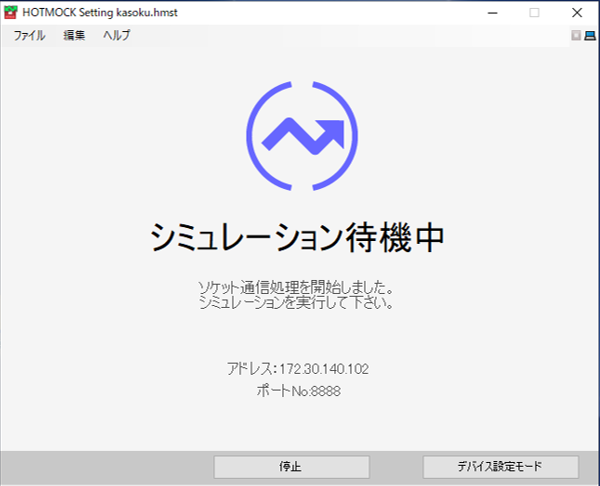 HOTMOCK Setting kasoku.hmst
ファイル 編集 ヘルプ
シミュレーション待機中
ソケット通信処理を開始しました。
シミュレーションを実行して下さい。
アドレス：172.30.140.102
ポートNo:8888
停止 デバイス設定モード